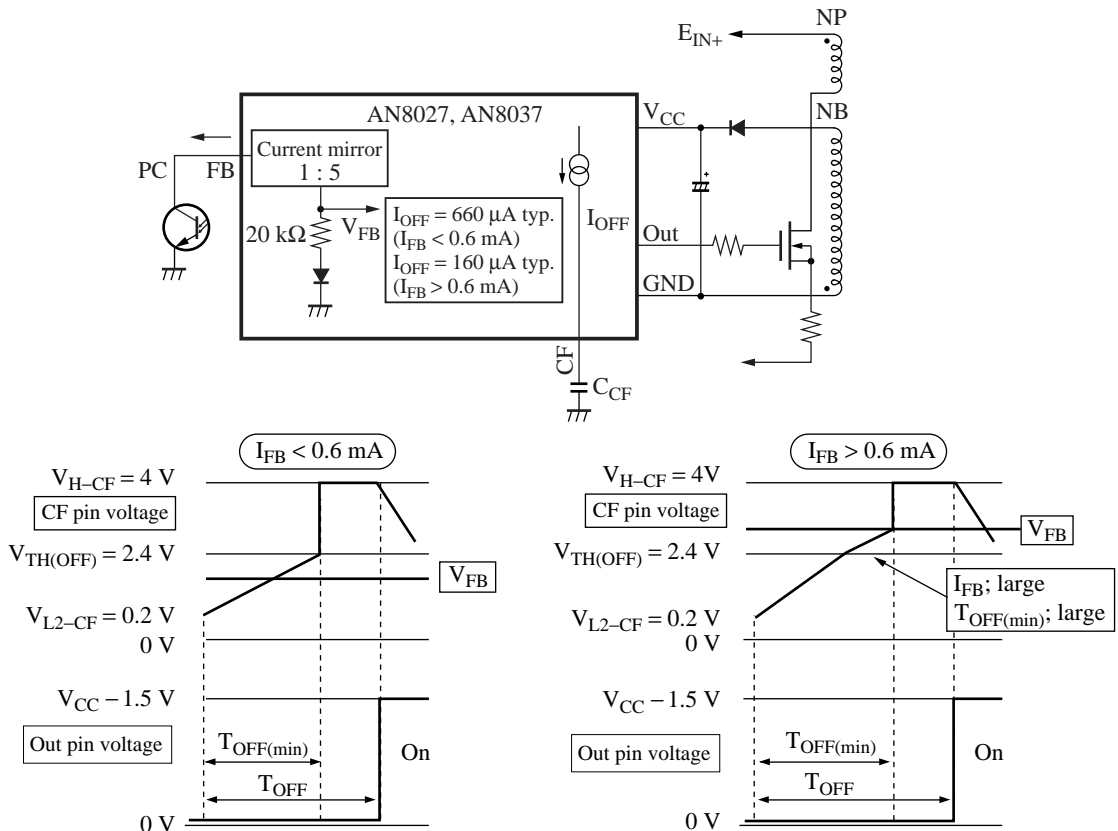 NP
E_IN+
AN8027, AN8037
V_CC
NB
PC
FB
Current mirror
1 : 5
20 kΩ
V_FB
I_OFF = 660 µA typ.
(I_FB < 0.6 mA)
I_OFF = 160 µA typ.
(I_FB > 0.6 mA)
I_OFF
Out
GND
CF
C_CF
+
I_FB < 0.6 mA
V_H–CF = 4 V
CF pin voltage
V_TH(OFF) = 2.4 V
V_FB
V_L2–CF = 0.2 V
0 V
V_CC – 1.5 V
Out pin voltage
T_OFF(min)
On
T_OFF
0 V
I_FB > 0.6 mA
V_H–CF = 4V
CF pin voltage
V_FB
V_TH(OFF) = 2.4 V
I_FB; large
T_OFF(min); large
V_L2–CF = 0.2 V
0 V
V_CC – 1.5 V
Out pin voltage
T_OFF(min)
On
T_OFF
0 V